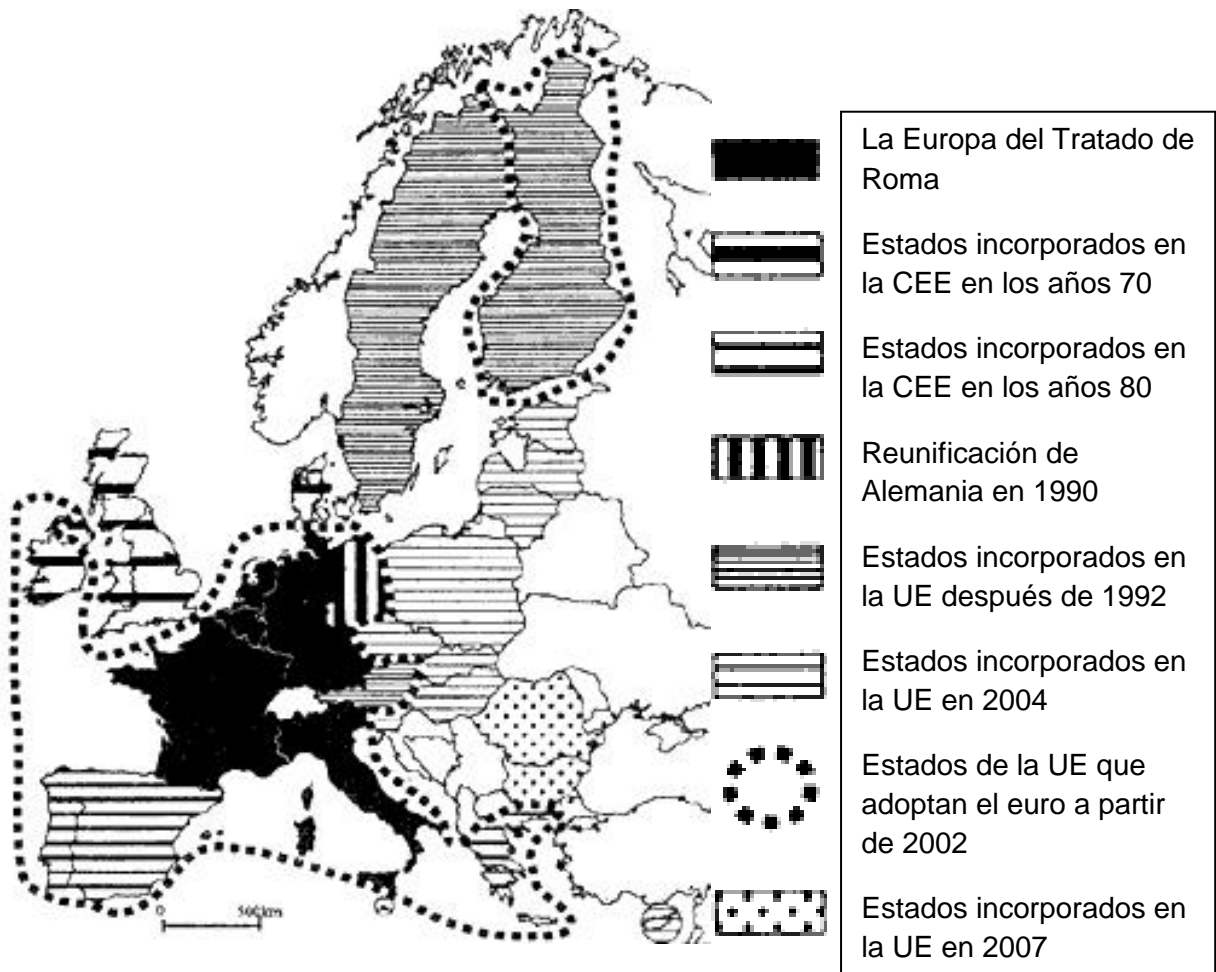 La Europa del Tratado de
Roma
Estados incorporados en
la CEE en los años 70
Estados incorporados en
la CEE en los años 80
Reunificación de
Alemania en 1990
Estados incorporados en
la UE después de 1992
Estados incorporados en
la UE en 2004
Estados de la UE que
adoptan el euro a partir
de 2002
Estados incorporados en
la UE en 2007
0 500km